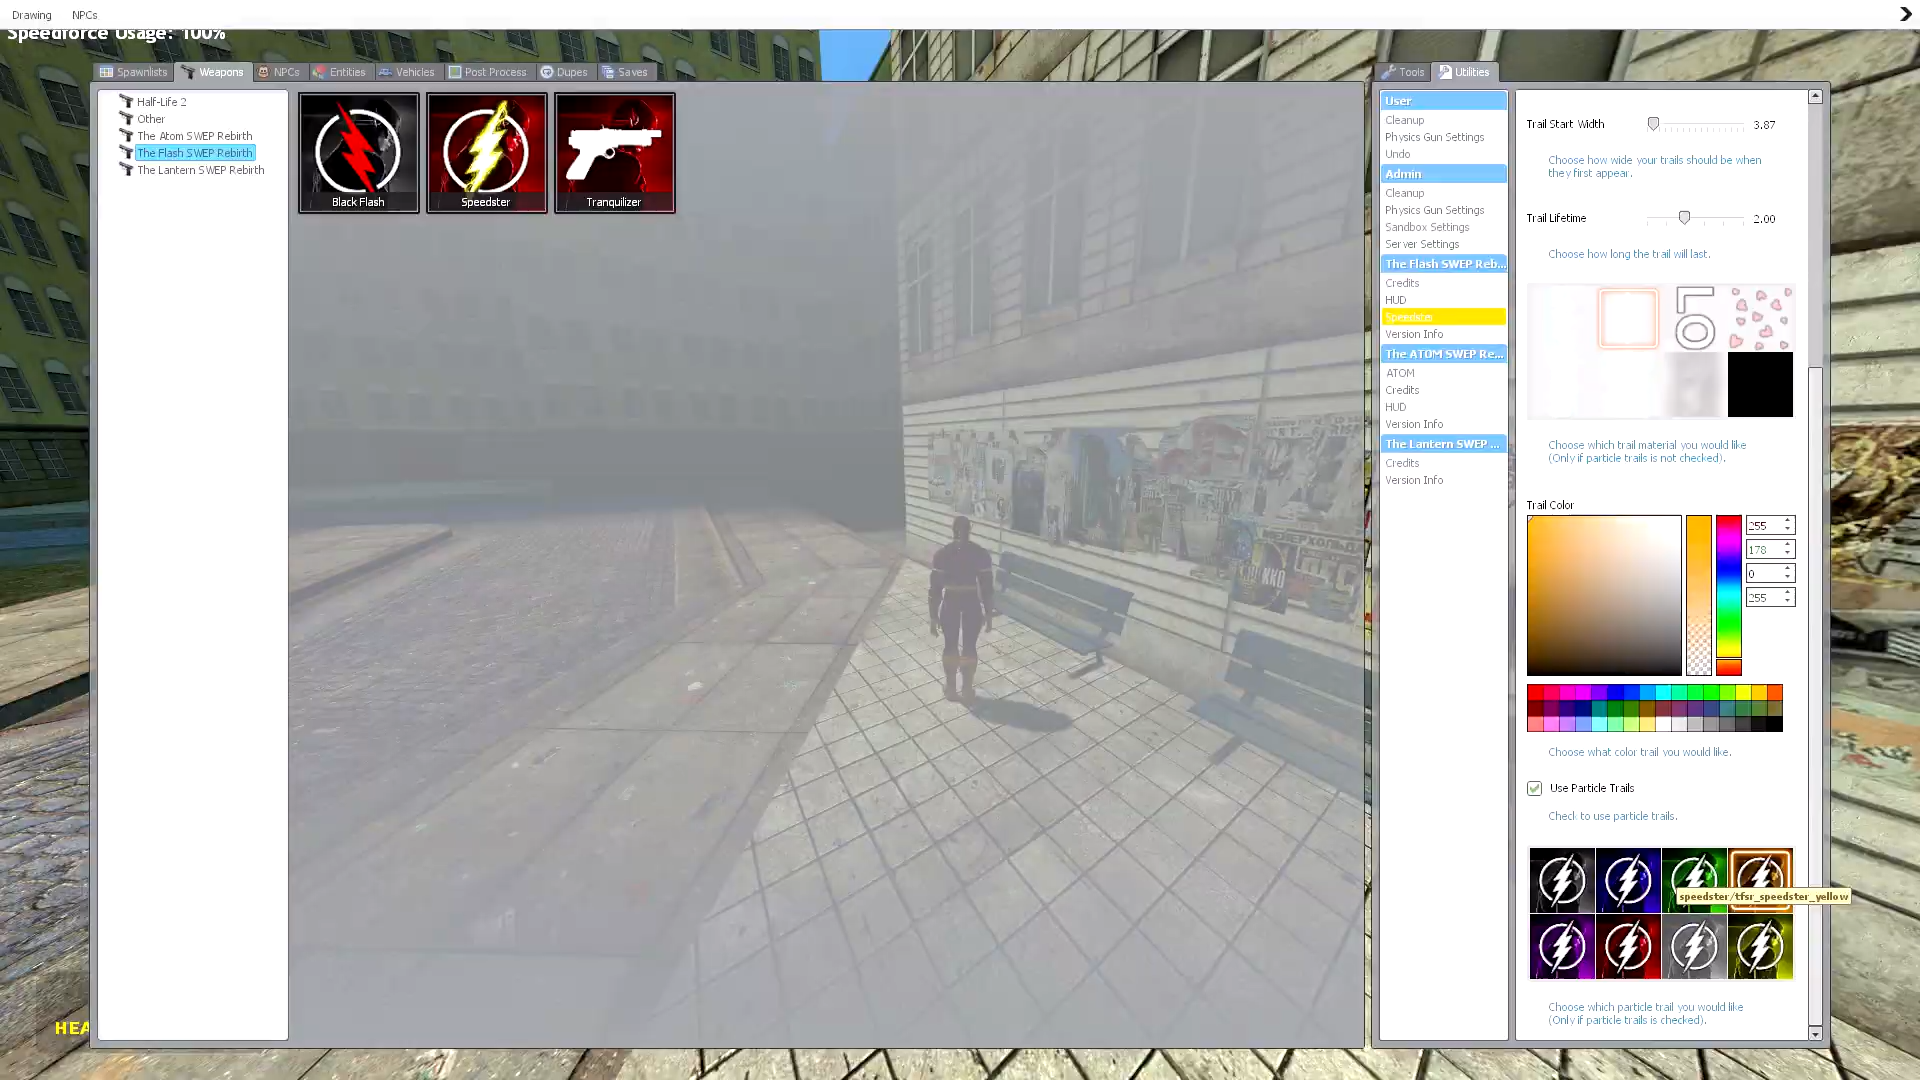 Drawing NPCs
Speedforce Usage: 100%
Spawnlists Weapons NPCs Entities Vehicles Post Process Dupes Saves
Tools Utilities
Half-Life 2
Other
The Atom SWEP Rebirth
The Flash SWEP Rebirth
The Lantern SWEP Rebirth
Black Flash
Speedster
Tranquilizer
User
Cleanup
Physics Gun Settings
Undo
Admin
Cleanup
Physics Gun Settings
Sandbox Settings
Server Settings
The Flash SWEP Reb...
Credits
HUD
Speedster
Version Info
The ATOM SWEP Re...
ATOM
Credits
HUD
Version Info
The Lantern SWEP ...
Credits
Version Info
Trail Start Width 3.87
Choose how wide your trails should be when
they first appear.
Trail Lifetime 2.00
Choose how long the trail will last.
Choose which trail material you would like
(Only if particle trails is not checked).
Trail Color
255
178
0
255
Choose what color trail you would like.
Use Particle Trails
Check to use particle trails.
speedster/tfsr_speedster_yellow
Choose which particle trail you would like
(Only if particle trails is checked).
HEA